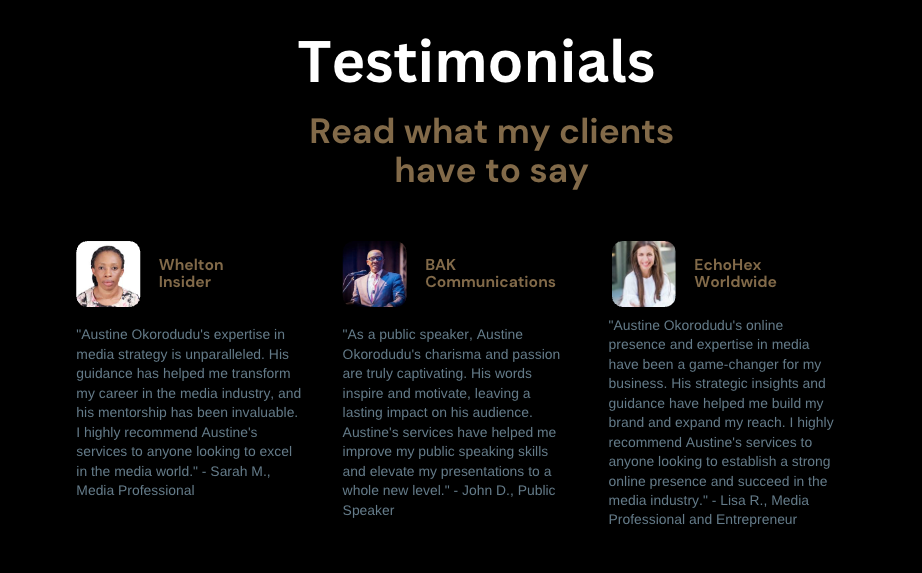 Testimonials
Read what my clients
have to say
Whelton
Insider
"Austine Okorodudu's expertise in
media strategy is unparalleled. His
guidance has helped me transform
my career in the media industry, and
his mentorship has been invaluable.
I highly recommend Austine's
services to anyone looking to excel
in the media world." - Sarah M.,
Media Professional
BAK
Communications
"As a public speaker, Austine
Okorodudu's charisma and passion
are truly captivating. His words
inspire and motivate, leaving a
lasting impact on his audience.
Austine's services have helped me
improve my public speaking skills
and elevate my presentations to a
whole new level." - John D., Public
Speaker
EchoHex
Worldwide
"Austine Okorodudu's online
presence and expertise in media
have been a game-changer for my
business. His strategic insights and
guidance have helped me build my
brand and expand my reach. I highly
recommend Austine's services to
anyone looking to establish a strong
online presence and succeed in the
media industry." - Lisa R., Media
Professional and Entrepreneur